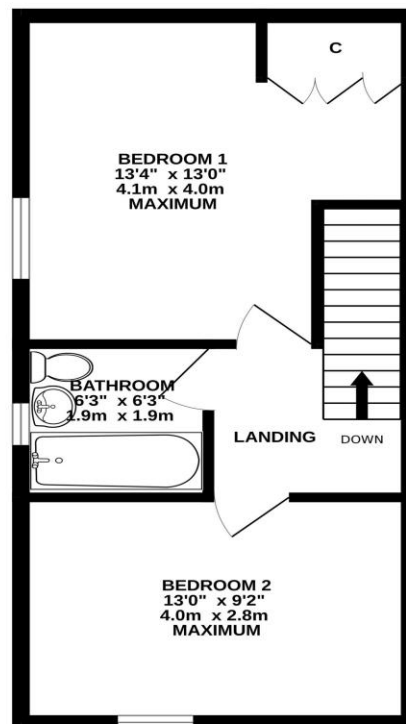 C
BEDROOM 1
13'4" x 13'0"
4.1m x 4.0m
MAXIMUM
BATHROOM
6'3" x 6'3"
1.9m x 1.9m
LANDING
DOWN
BEDROOM 2
13'0" x 9'2"
4.0m x 2.8m
MAXIMUM